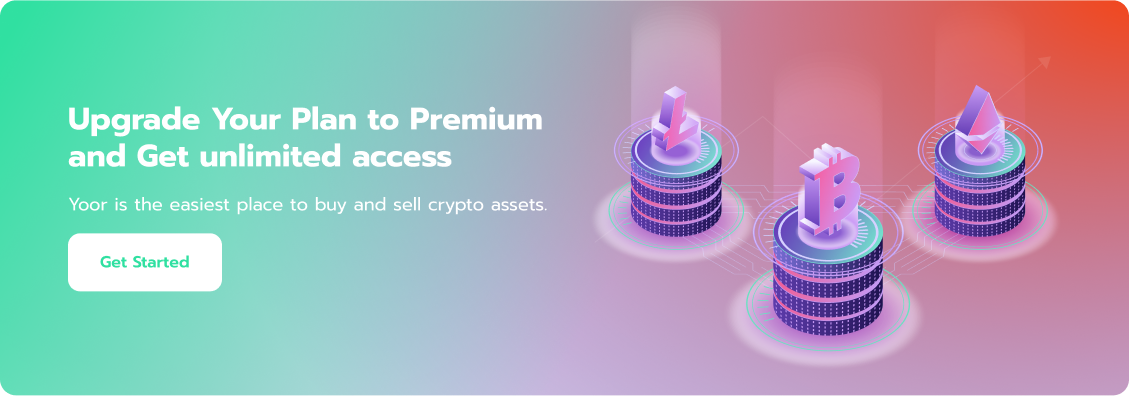 Upgrade Your Plan to Premium
and Get unlimited access
Yoor is the easiest place to buy and sell crypto assets.
Get Started